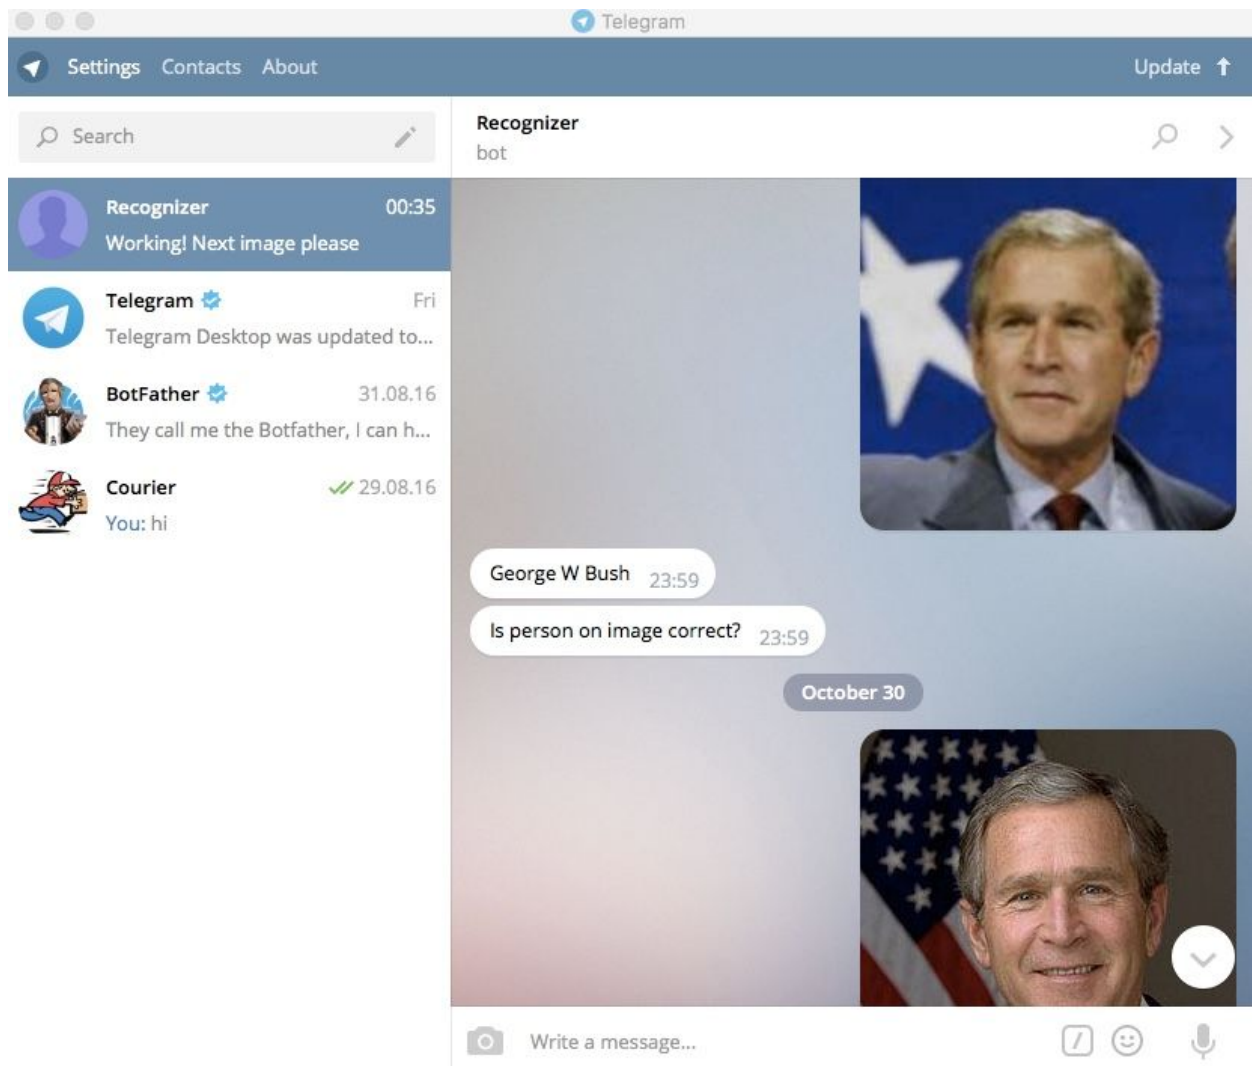 Telegram
Settings Contacts About Update
Search
Recognizer 00:35
Working! Next image please
Telegram Fri
Telegram Desktop was updated to...
BotFather 31.08.16
They call me the Botfather, I can h...
Courier 29.08.16
You: hi
Recognizer
bot
George W Bush 23:59
Is person on image correct? 23:59
October 30
Write a message...